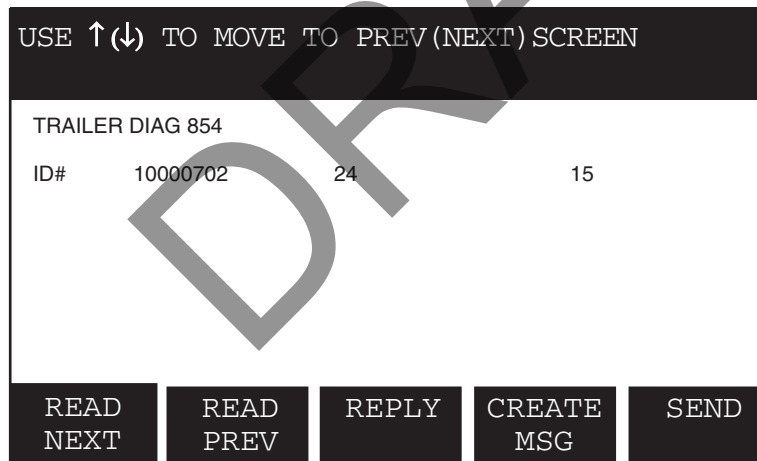 USE ↑(↓) TO MOVE TO PREV(NEXT)SCREEN
TRAILER DIAG 854
ID# 10000702 24 15
READ NEXT
READ PREV
REPLY
CREATE MSG
SEND